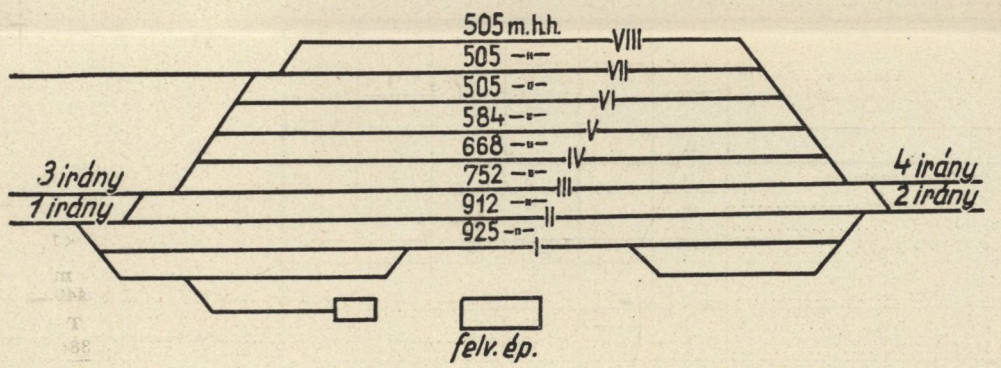 505 m.h.h. VIII
505 -"- VII
505 -"- VI
584 -"- V
668 -"- IV
3 irány 752 -"- III 4 irány
1 irány 912 -"- II 2 irány
925 -"- I
felv. ép.